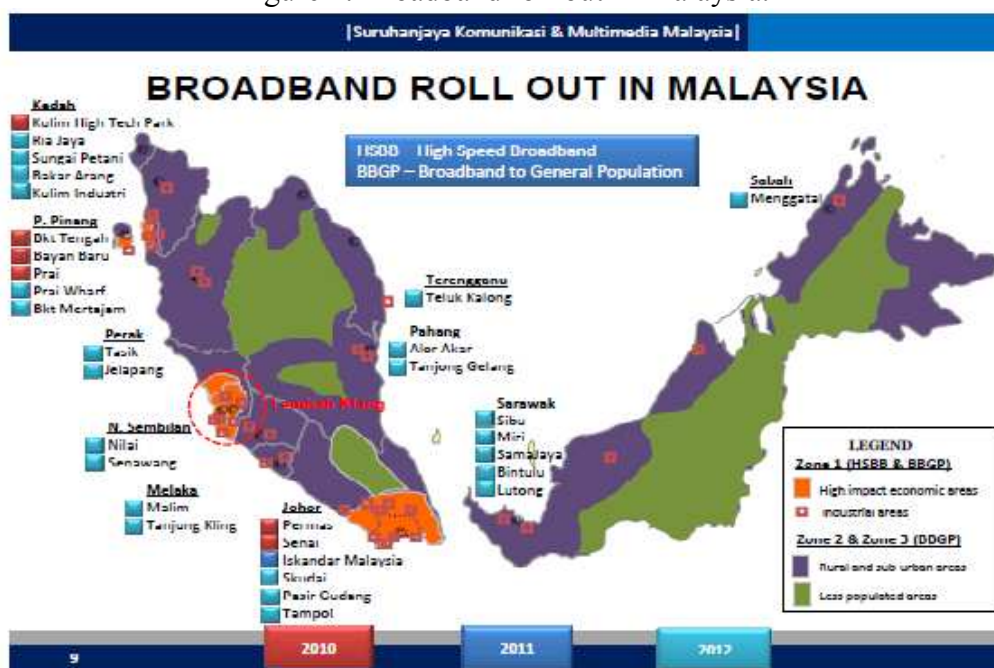 |Suruhanjaya Komunikasi & Multimedia Malaysia|
BROADBAND ROLL OUT IN MALAYSIA
HSBB High Speed Broadband
BBGP – Broadband to General Population
Kedah
Kulim High Tech Park
Ria Jaya
Sungai Petani
Bakar Arang
Kulim Industri
P. Pinang
Bkt Tengah
Bayan Baru
Prai
Prai Wharf
Bkt Mertajam
Perak
Tasik
Jelapang
N. Sembilan
Nilai
Senawang
Melaka
Malim
Tanjung Kling
Johor
Permas
Senai
Iskandar Malaysia
Skudai
Pasir Gudang
Tampoi
Terengganu
Teluk Kalong
Pahang
Alor Akar
Tanjung Gelang
Sarawak
Sibu
Miri
SamaJaya
Bintulu
Lutong
Sabah
Menggatal
Klang
LEGEND
Zone 1 (HSBB & BBGP)
High impact economic areas
Industrial areas
Zone 2 & Zone 3 (BBGP)
Rural and sub urban areas
Less populated areas
9
2010
2011
2012